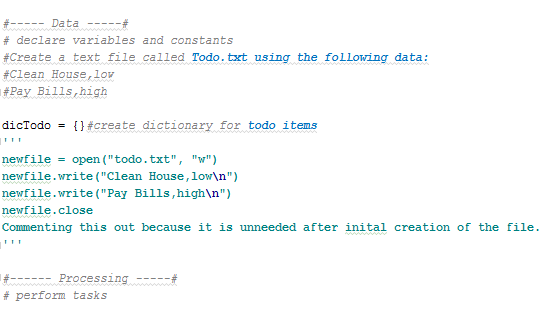 #----- Data -----#
# declare variables and constants
#Create a text file called Todo.txt using the following data:
#Clean House,low
#Pay Bills,high
dicTodo = {}#create dictionary for todo items
'''
newfile = open("todo.txt", "w")
newfile.write("Clean House,low\n")
newfile.write("Pay Bills,high\n")
newfile.close
Commenting this out because it is unneeded after inital creation of the file.
'''
#------ Processing -----#
# perform tasks